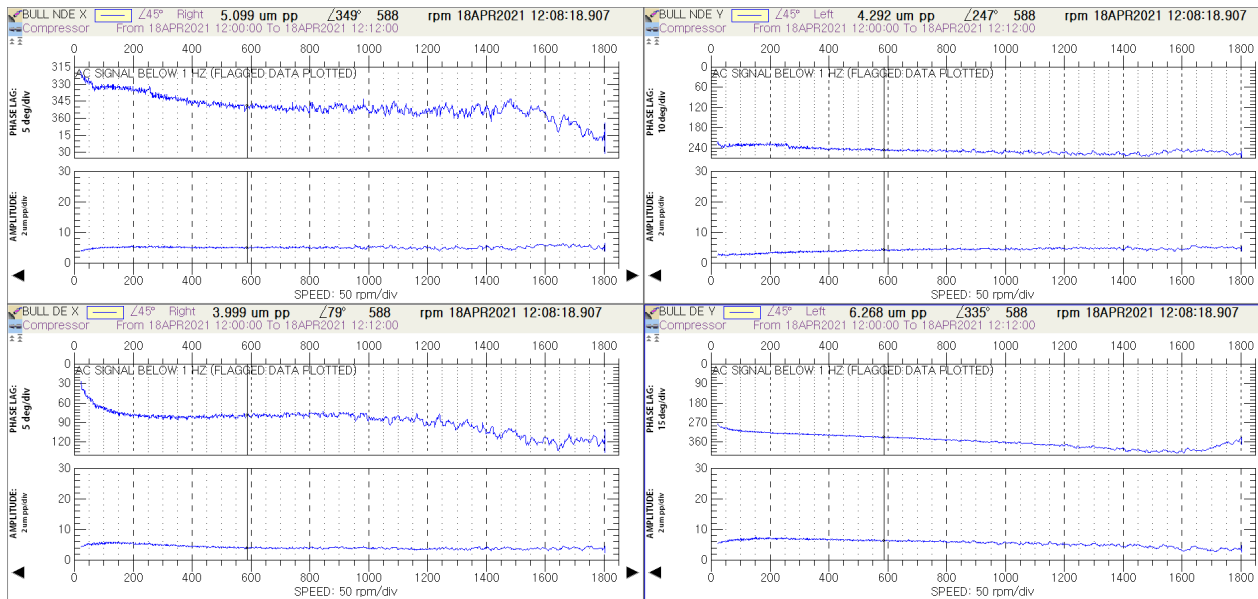 BULL NDE X ∠45° Right 5.099 um pp ∠349° 588 rpm 18APR2021 12:08:18.907
Compressor From 18APR2021 12:00:00 To 18APR2021 12:12:00
AC SIGNAL BELOW 1 HZ (FLAGGED DATA PLOTTED)
PHASE LAG:
5 deg/div
315
330
345
360
15
30
AMPLITUDE:
2 um pp/div
30
20
10
0
0 200 400 600 800 1000 1200 1400 1600 1800
SPEED: 50 rpm/div
BULL NDE Y ∠45° Left 4.292 um pp ∠247° 588 rpm 18APR2021 12:08:18.907
Compressor From 18APR2021 12:00:00 To 18APR2021 12:12:00
AC SIGNAL BELOW 1 HZ (FLAGGED DATA PLOTTED)
PHASE LAG:
10 deg/div
0
60
120
180
240
AMPLITUDE:
2 um pp/div
30
20
10
0
0 200 400 600 800 1000 1200 1400 1600 1800
SPEED: 50 rpm/div
BULL DE X ∠45° Right 3.999 um pp ∠79° 588 rpm 18APR2021 12:08:18.907
Compressor From 18APR2021 12:00:00 To 18APR2021 12:12:00
AC SIGNAL BELOW 1 HZ (FLAGGED DATA PLOTTED)
PHASE LAG:
5 deg/div
0
30
60
90
120
AMPLITUDE:
2 um pp/div
30
20
10
0
0 200 400 600 800 1000 1200 1400 1600 1800
SPEED: 50 rpm/div
BULL DE Y ∠45° Left 6.268 um pp ∠335° 588 rpm 18APR2021 12:08:18.907
Compressor From 18APR2021 12:00:00 To 18APR2021 12:12:00
AC SIGNAL BELOW 1 HZ (FLAGGED DATA PLOTTED)
PHASE LAG:
15 deg/div
0
90
180
270
360
AMPLITUDE:
2 um pp/div
30
20
10
0
0 200 400 600 800 1000 1200 1400 1600 1800
SPEED: 50 rpm/div